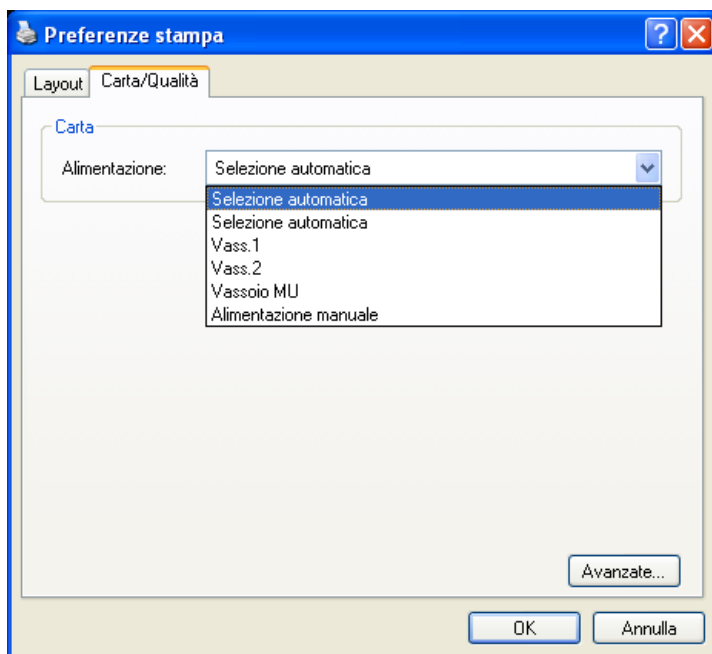 Preferenze stampa
Layout Carta/Qualità
Carta
Alimentazione: Selezione automatica
Selezione automatica
Selezione automatica
Vass.1
Vass.2
Vassoio MU
Alimentazione manuale
Avanzate...
OK Annulla